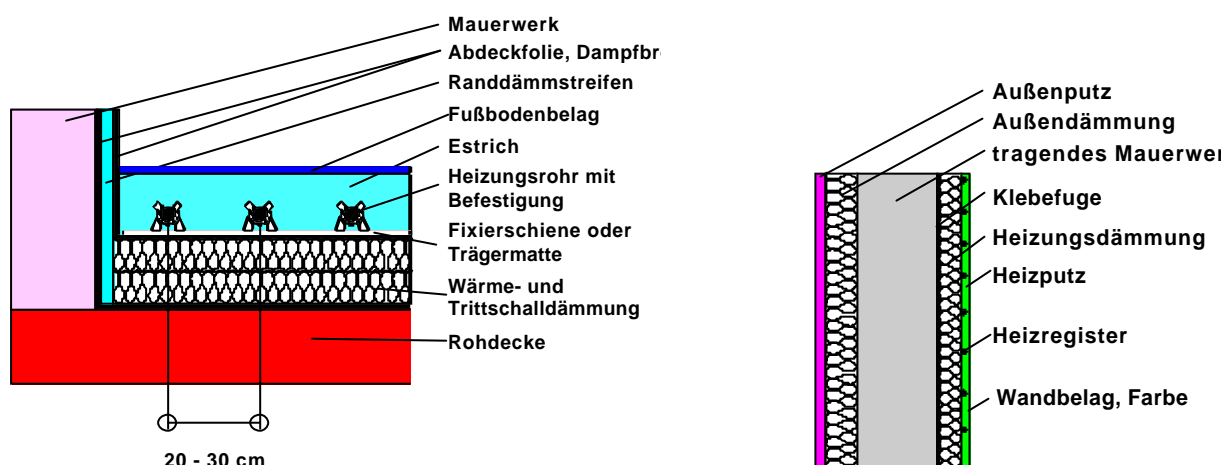 Mauerwerk
Abdeckfolie, Dampfbr
Randdämmstreifen
Fußbodenbelag
Estrich
Heizungsrohr mit
Befestigung
Fixierschiene oder
Trägermatte
Wärme- und
Trittschalldämmung
Rohdecke
20 - 30 cm
Außenputz
Außendämmung
tragendes Mauerwer
Klebefuge
Heizungsdämmung
Heizputz
Heizregister
Wandbelag, Farbe